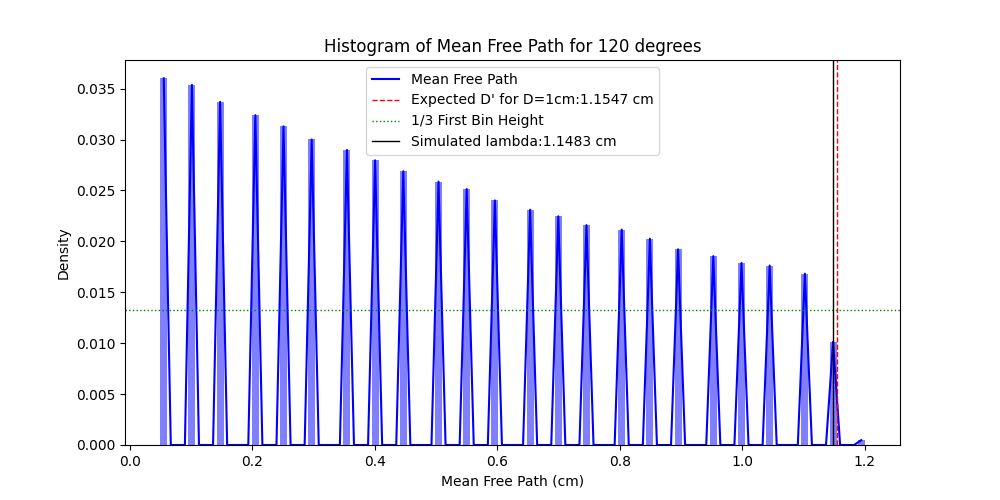 Histogram of Mean Free Path for 120 degrees
Mean Free Path
Expected D' for D=1cm:1.1547 cm
1/3 First Bin Height
Simulated lambda:1.1483 cm
Density
0.035
0.030
0.025
0.020
0.015
0.010
0.005
0.000
0.0 0.2 0.4 0.6 0.8 1.0 1.2
Mean Free Path (cm)